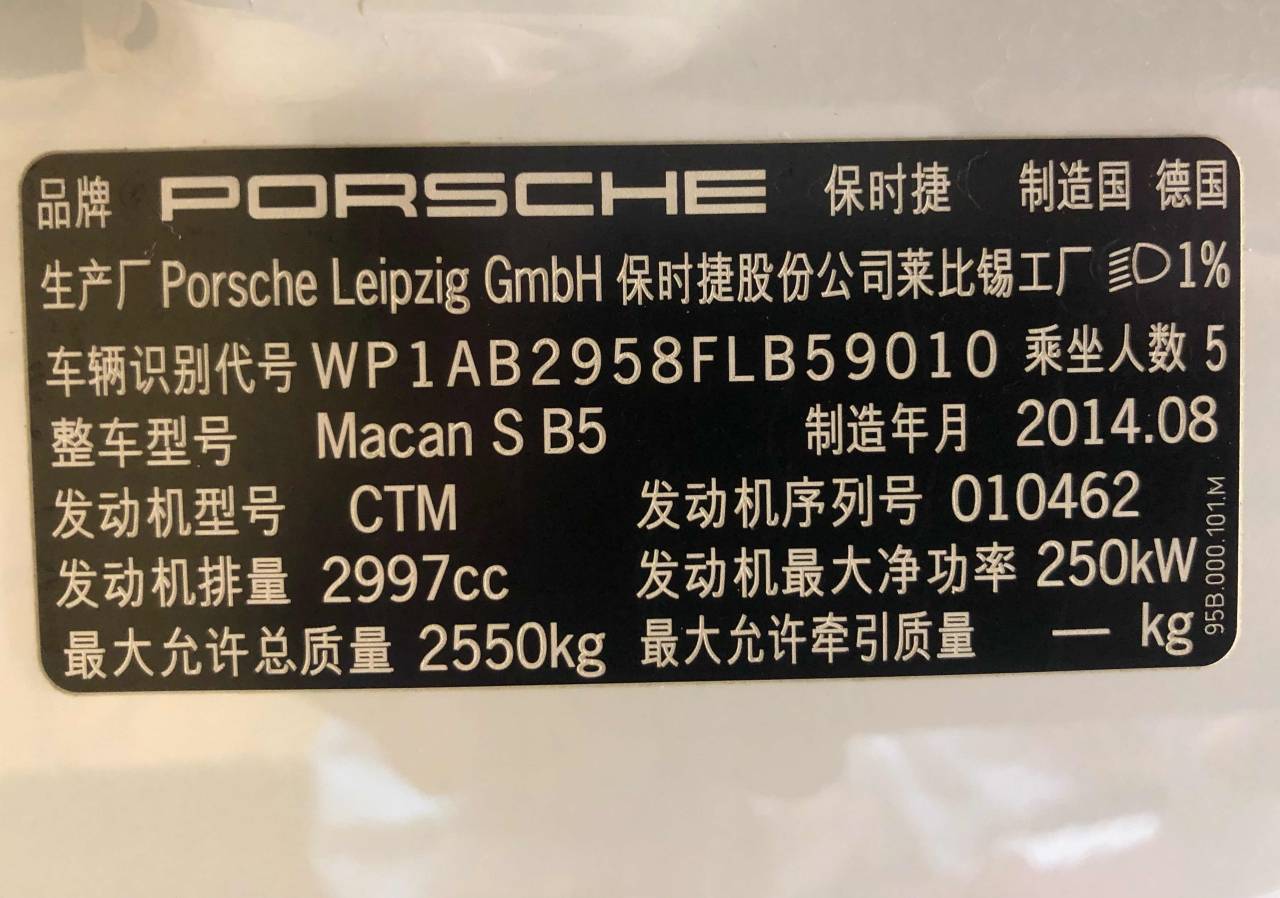 品牌 PORSCHE 保时捷 制造国 德国
生产厂 Porsche Leipzig GmbH 保时捷股份公司莱比锡工厂 1%
车辆识别代号 WP1AB2958FLB59010 乘坐人数 5
整车型号 Macan S B5 制造年月 2014.08
发动机型号 CTM 发动机序列号 010462
发动机排量 2997cc 发动机最大净功率 250kW
最大允许总质量 2550kg 最大允许牵引质量 — kg
95B.000.101.M